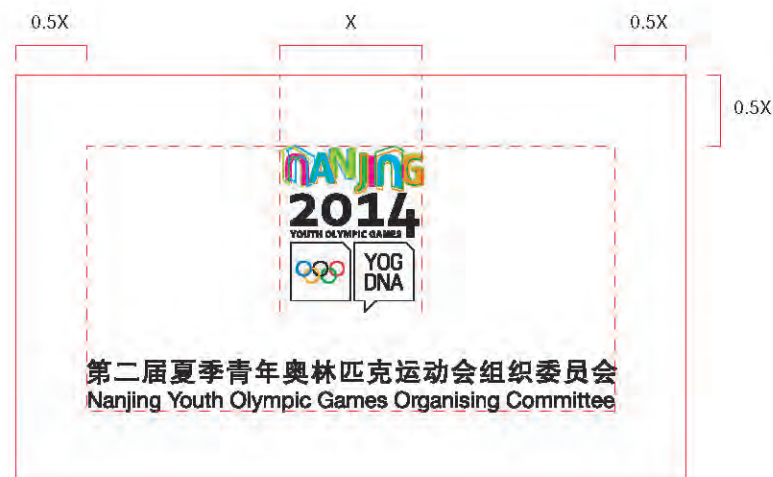 0.5X X 0.5X
0.5X
NANJING
2014
YOUTH OLYMPIC GAMES
YOG
DNA
第二届夏季青年奥林匹克运动会组织委员会
Nanjing Youth Olympic Games Organising Committee